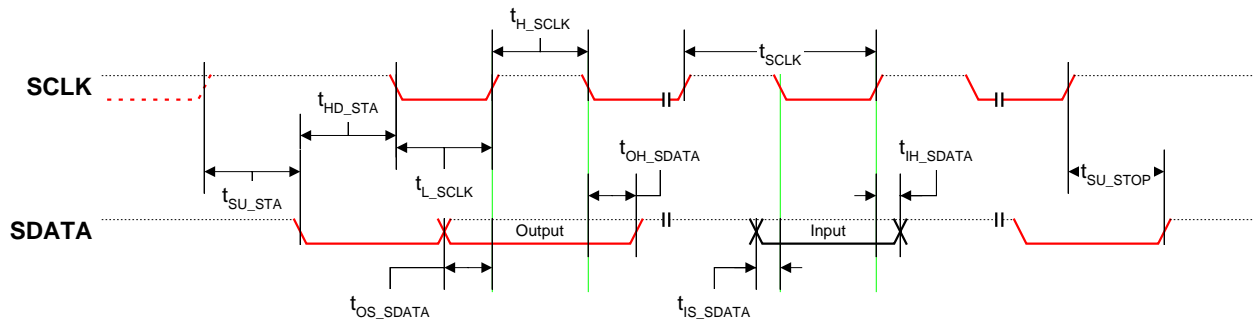 t_H_SCLK
t_SCLK
SCLK
t_HD_STA
t_OH_SDATA
t_IH_SDATA
t_L_SCLK
t_SU_STA
t_SU_STOP
SDATA
Output
Input
t_OS_SDATA
t_IS_SDATA